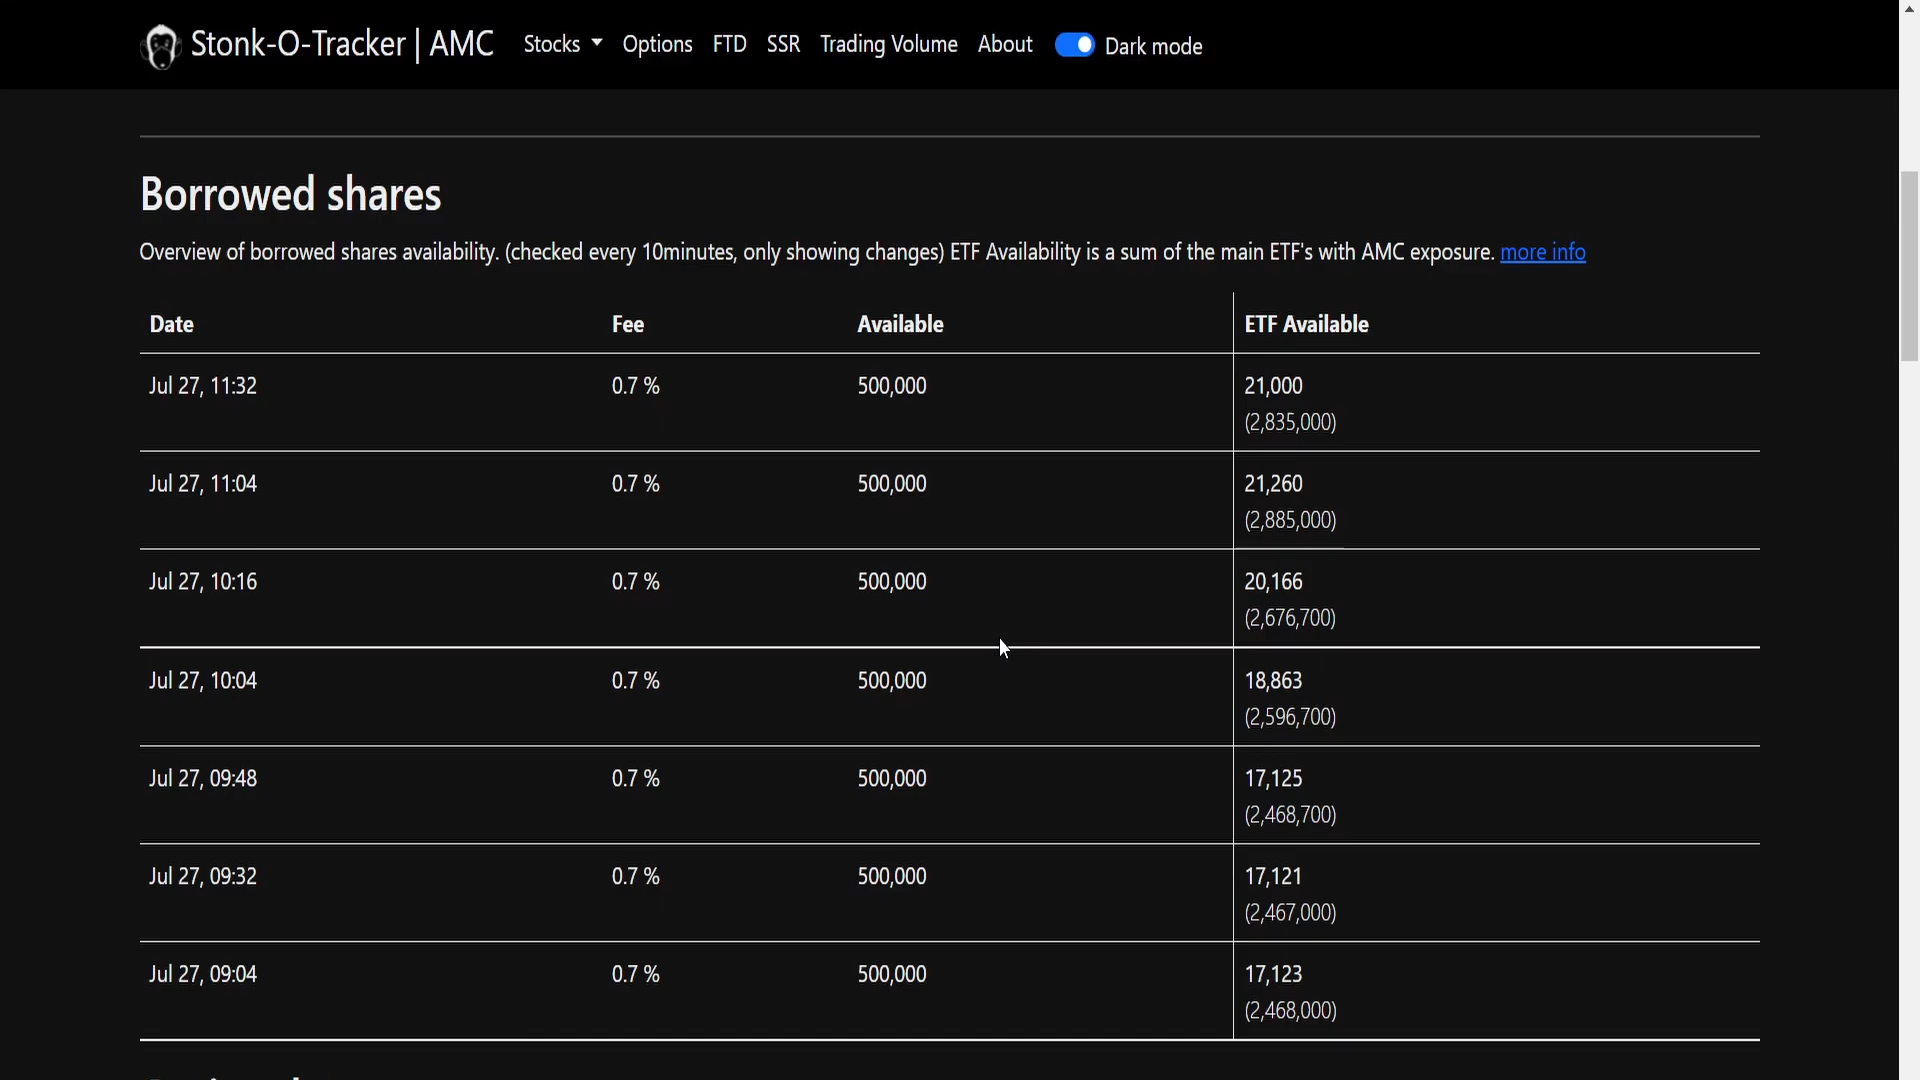 Stonk-O-Tracker | AMC Stocks Options FTD SSR Trading Volume About Dark mode
Borrowed shares
Overview of borrowed shares availability. (checked every 10minutes, only showing changes) ETF Availability is a sum of the main ETF's with AMC exposure. more info
Date Fee Available ETF Available
Jul 27, 11:32 0.7 % 500,000 21,000
(2,835,000)
Jul 27, 11:04 0.7 % 500,000 21,260
(2,885,000)
Jul 27, 10:16 0.7 % 500,000 20,166
(2,676,700)
Jul 27, 10:04 0.7 % 500,000 18,863
(2,596,700)
Jul 27, 09:48 0.7 % 500,000 17,125
(2,468,700)
Jul 27, 09:32 0.7 % 500,000 17,121
(2,467,000)
Jul 27, 09:04 0.7 % 500,000 17,123
(2,468,000)